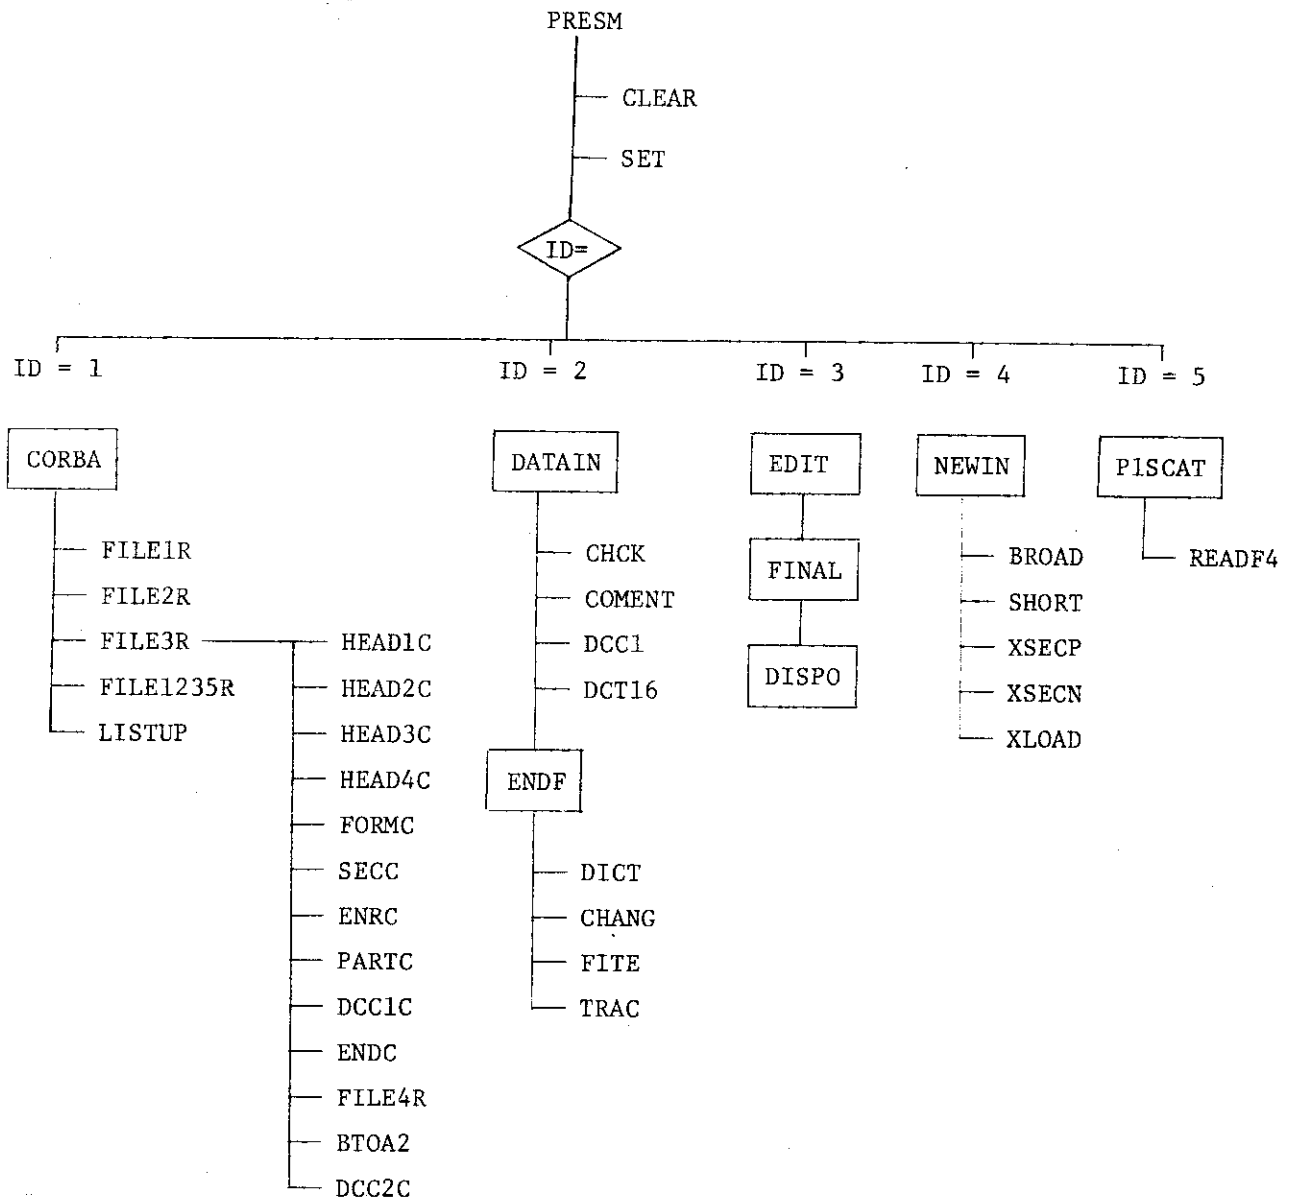 PRESM
CLEAR
SET
ID=
ID = 1
ID = 2
ID = 3
ID = 4
ID = 5
CORBA
FILE1R
FILE2R
FILE3R
FILE1235R
LISTUP
HEAD1C
HEAD2C
HEAD3C
HEAD4C
FORMC
SECC
ENRC
PARTC
DCC1C
ENDC
FILE4R
BTOA2
DCC2C
DATAIN
CHCK
COMENT
DCC1
DCT16
ENDF
DICT
CHANG
FITE
TRAC
EDIT
FINAL
DISPO
NEWIN
BROAD
SHORT
XSECP
XSECN
XLOAD
P1SCAT
READF4